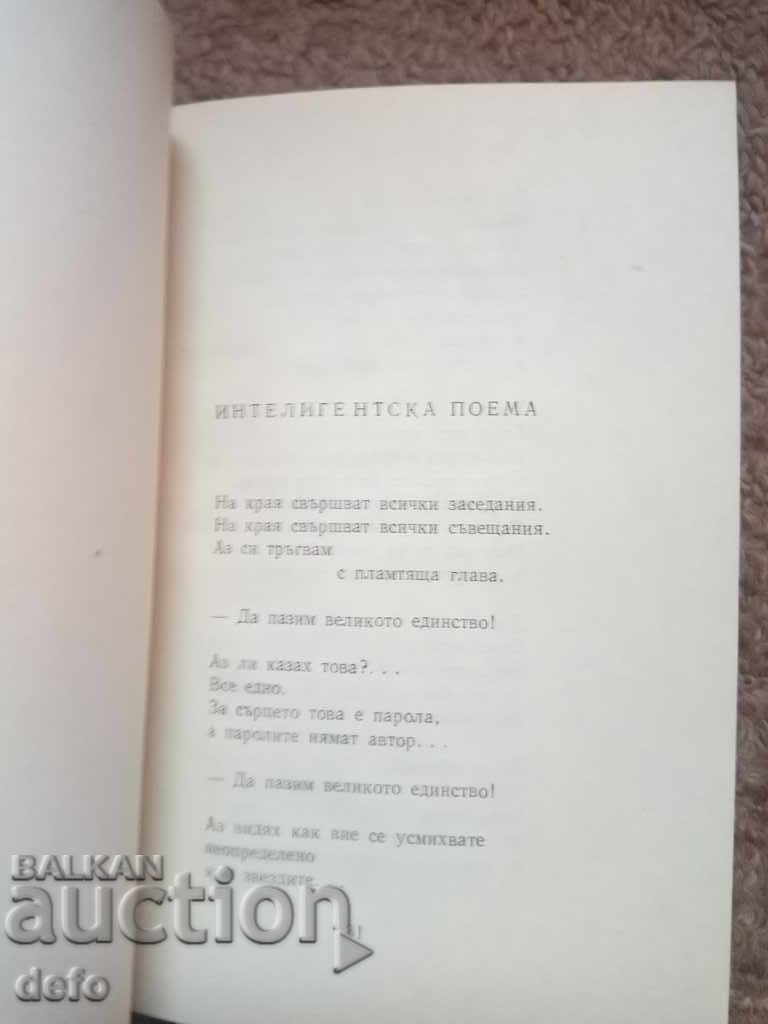 ИНТЕЛИГЕНТСКА ПОЕМА
На края свършват всички заседания.
На края свършват всички съвещания.
Аз си тръгвам
с пламтяща глава.
— Да пазим великото единство!
Аз ли казах това?...
Все едно.
За сърцето това е парола,
а паролите нямат автор...
— Да пазим великото единство!
Аз видях как вие се усмихвате
неопределено
звездите...
BALKAN
auction
defo